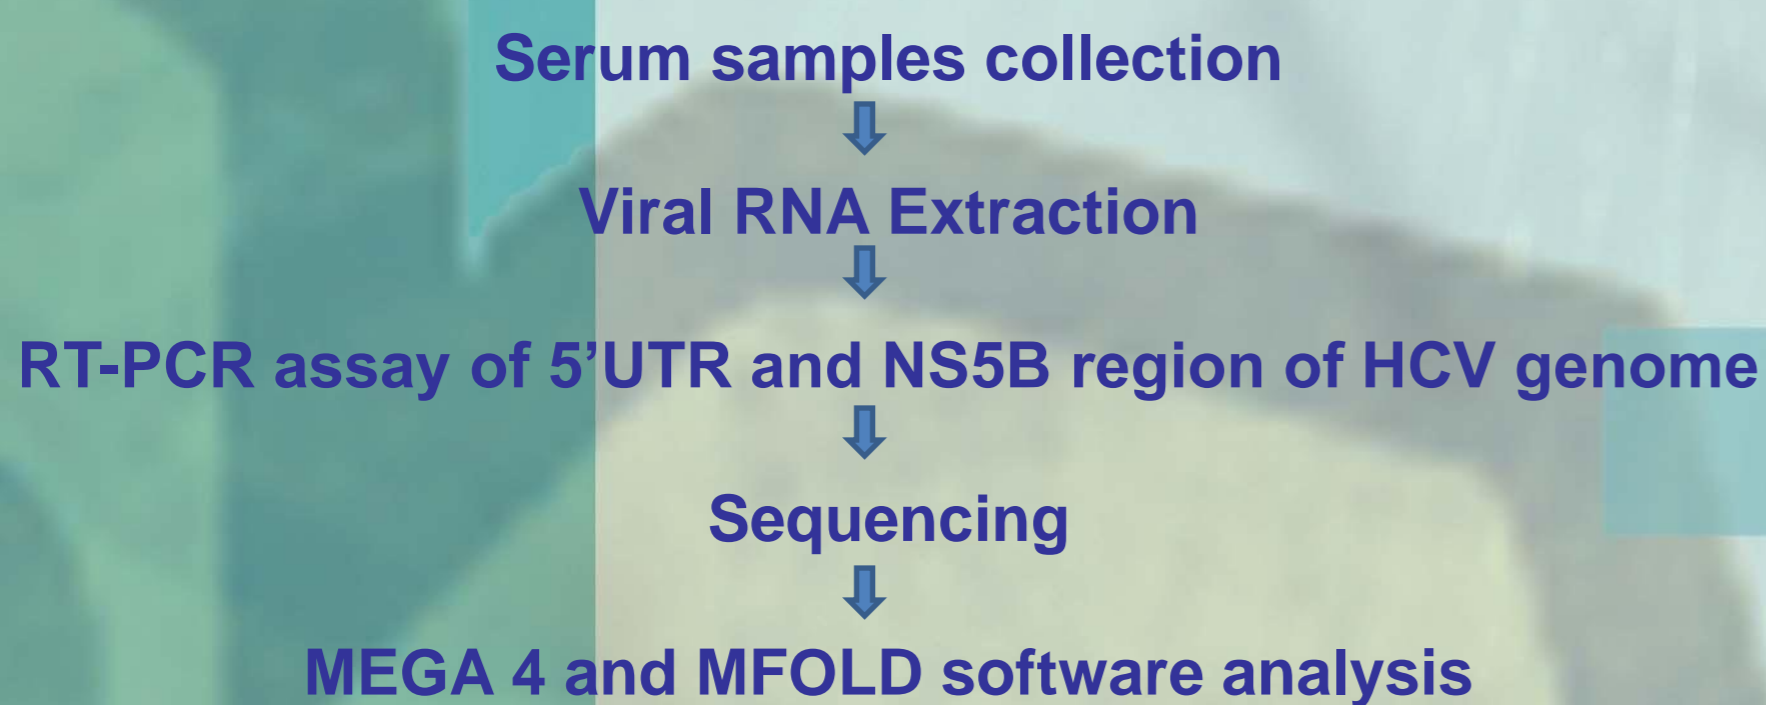 Serum samples collection
Viral RNA Extraction
RT-PCR assay of 5’UTR and NS5B region of HCV genome
Sequencing
MEGA 4 and MFOLD software analysis